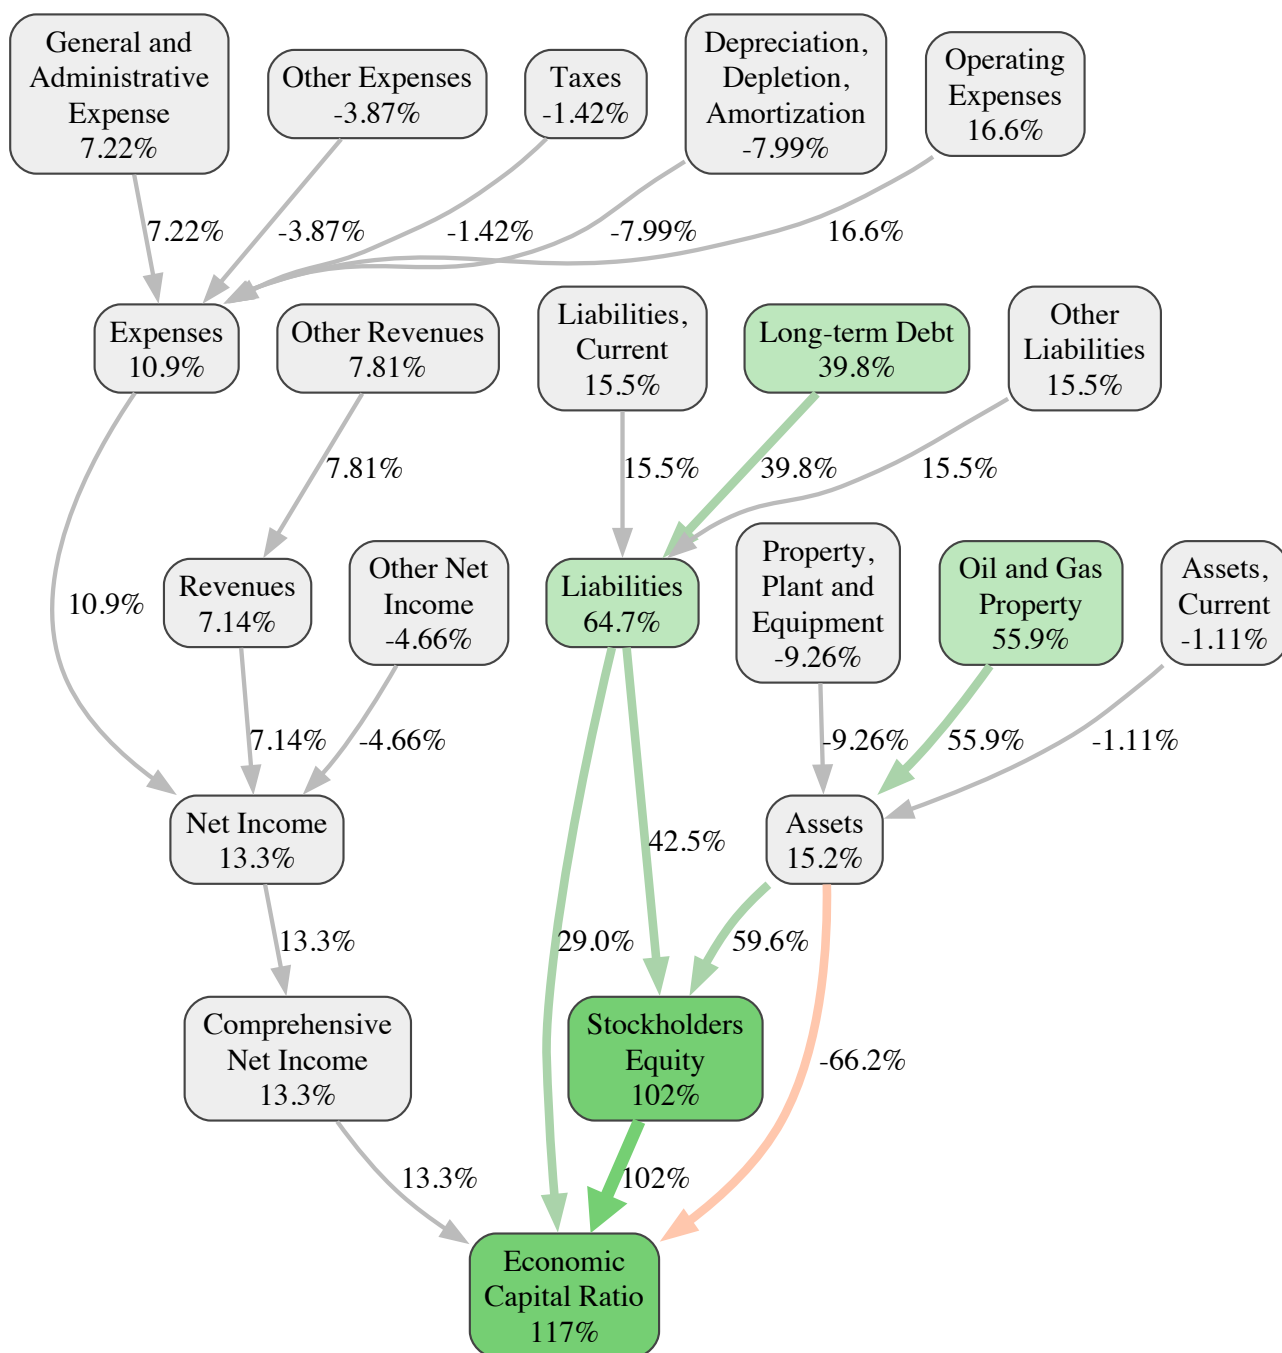 General and
Administrative
Expense
7.22%
Other Expenses
-3.87%
Taxes
-1.42%
Depreciation,
Depletion,
Amortization
-7.99%
Operating
Expenses
16.6%
7.22%
-3.87%
-1.42%
-7.99%
16.6%
Expenses
10.9%
Other Revenues
7.81%
Liabilities,
Current
15.5%
Long-term Debt
39.8%
Other
Liabilities
15.5%
7.81%
15.5%
39.8%
15.5%
10.9%
Revenues
7.14%
Other Net
Income
-4.66%
Liabilities
64.7%
Property,
Plant and
Equipment
-9.26%
Oil and Gas
Property
55.9%
Assets,
Current
-1.11%
7.14%
-4.66%
-9.26%
55.9%
-1.11%
Net Income
13.3%
42.5%
Assets
15.2%
13.3%
29.0%
59.6%
Comprehensive
Net Income
13.3%
Stockholders
Equity
102%
-66.2%
13.3%
102%
Economic
Capital Ratio
117%